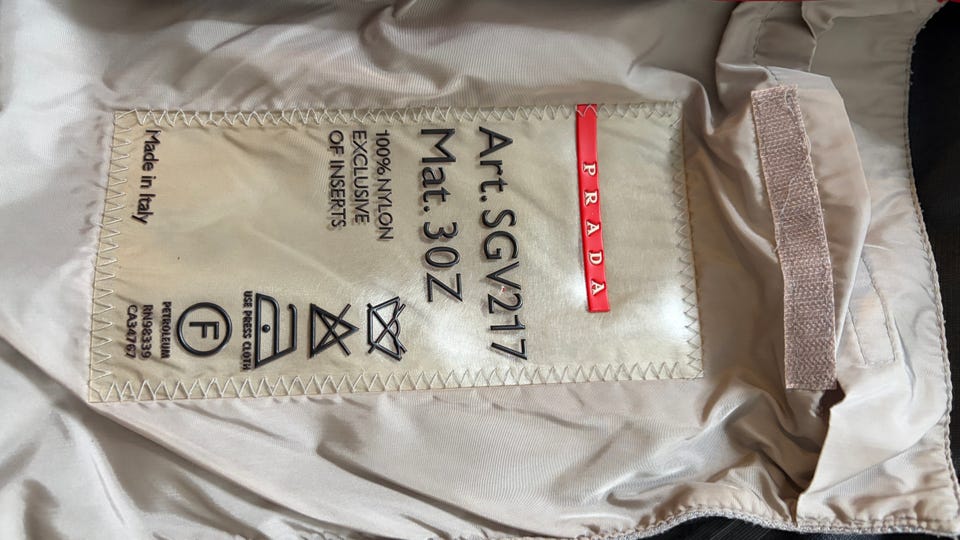 PRADA
Art. SGV217
Mat. 30Z
100% NYLON
EXCLUSIVE
OF INSERTS
USE PRESS CLOTH
F
PETROLEUM
RN98339
CA34767
Made in Italy